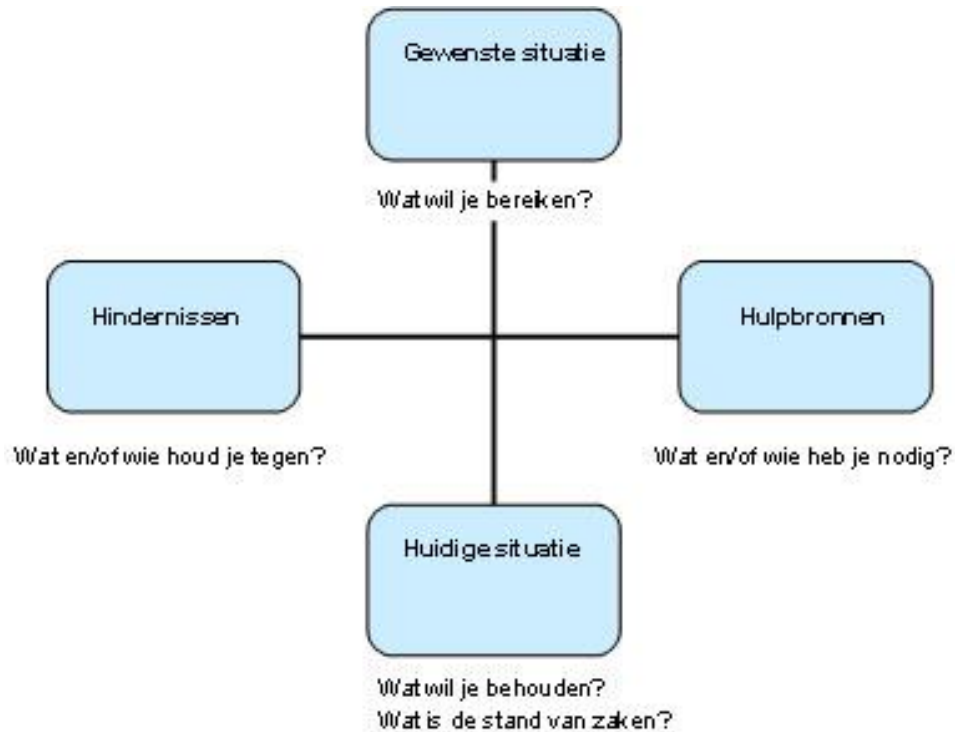 Gewenste situatie
Wat wil je bereiken?
Hindernissen
Hulpbronnen
Wat en/of wie houd je tegen?
Wat en/of wie heb je nodig?
Huidige situatie
Wat wil je behouden?
Wat is de stand van zaken?